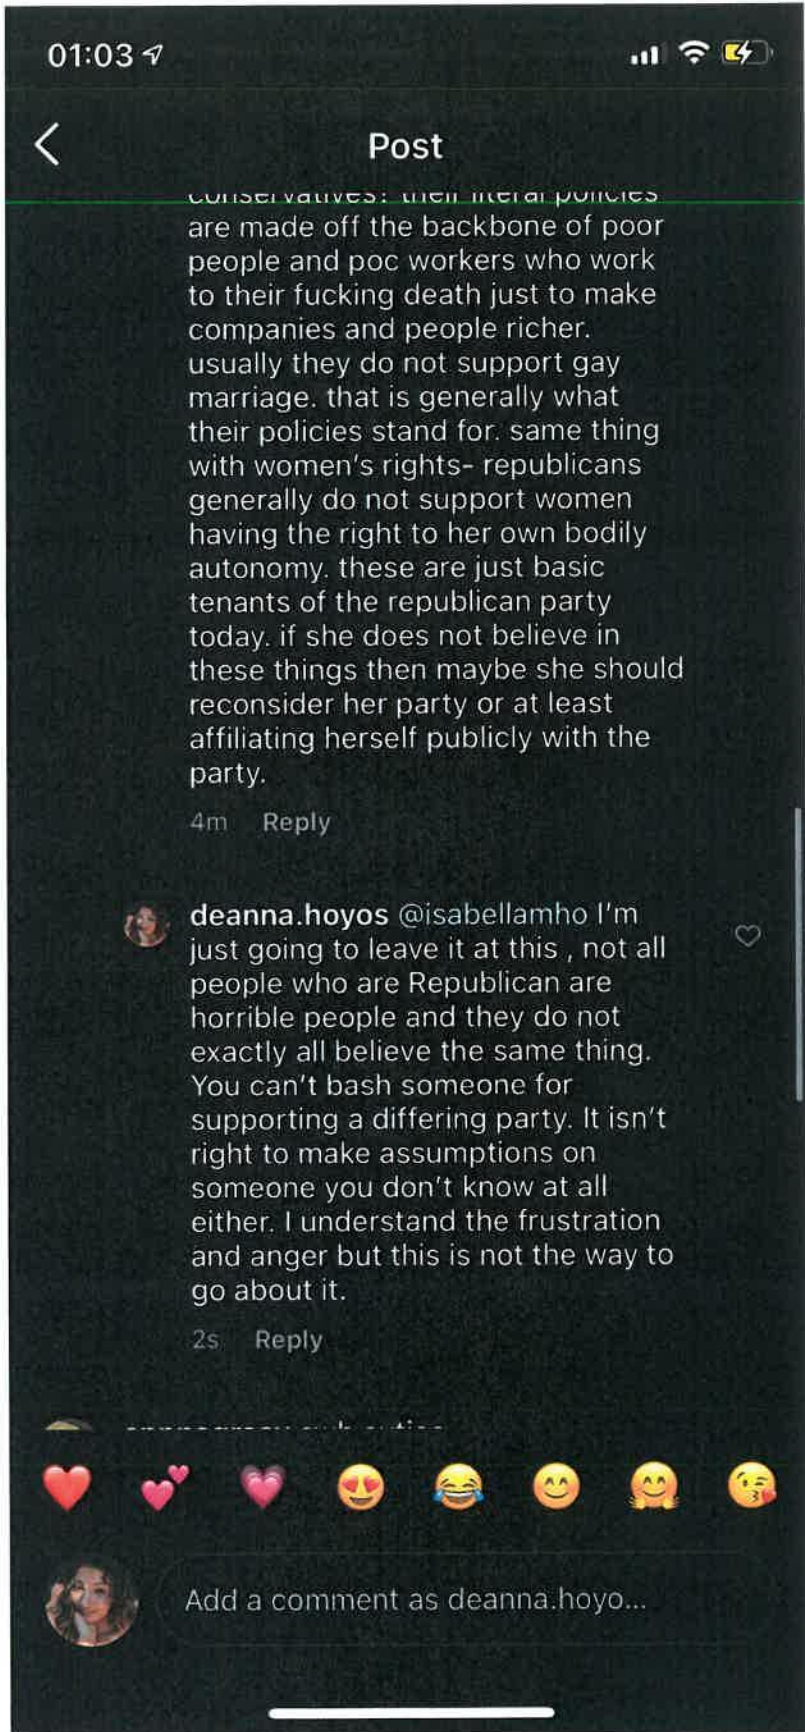 01:03
Post
conservatives! their literal policies
are made off the backbone of poor
people and poc workers who work
to their fucking death just to make
companies and people richer.
usually they do not support gay
marriage. that is generally what
their policies stand for. same thing
with women's rights- republicans
generally do not support women
having the right to her own bodily
autonomy. these are just basic
tenants of the republican party
today. if she does not believe in
these things then maybe she should
reconsider her party or at least
affiliating herself publicly with the
party.
4m Reply
deanna.hoyos @isabellamho I'm
just going to leave it at this , not all
people who are Republican are
horrible people and they do not
exactly all believe the same thing.
You can't bash someone for
supporting a differing party. It isn't
right to make assumptions on
someone you don't know at all
either. I understand the frustration
and anger but this is not the way to
go about it.
2s Reply
Add a comment as deanna.hoyo...